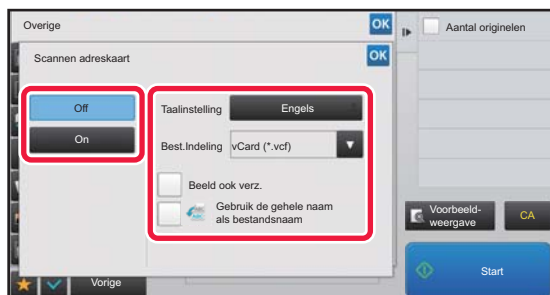 Overige
OK
Aantal originelen
Scannen adreskaart
OK
Off
On
Taalinstelling
Engels
Best.Indeling
vCard (*.vcf)
Beeld ook verz.
Gebruik de gehele naam
als bestandsnaam
Voorbeeld-
weergave
CA
Vorige
Start